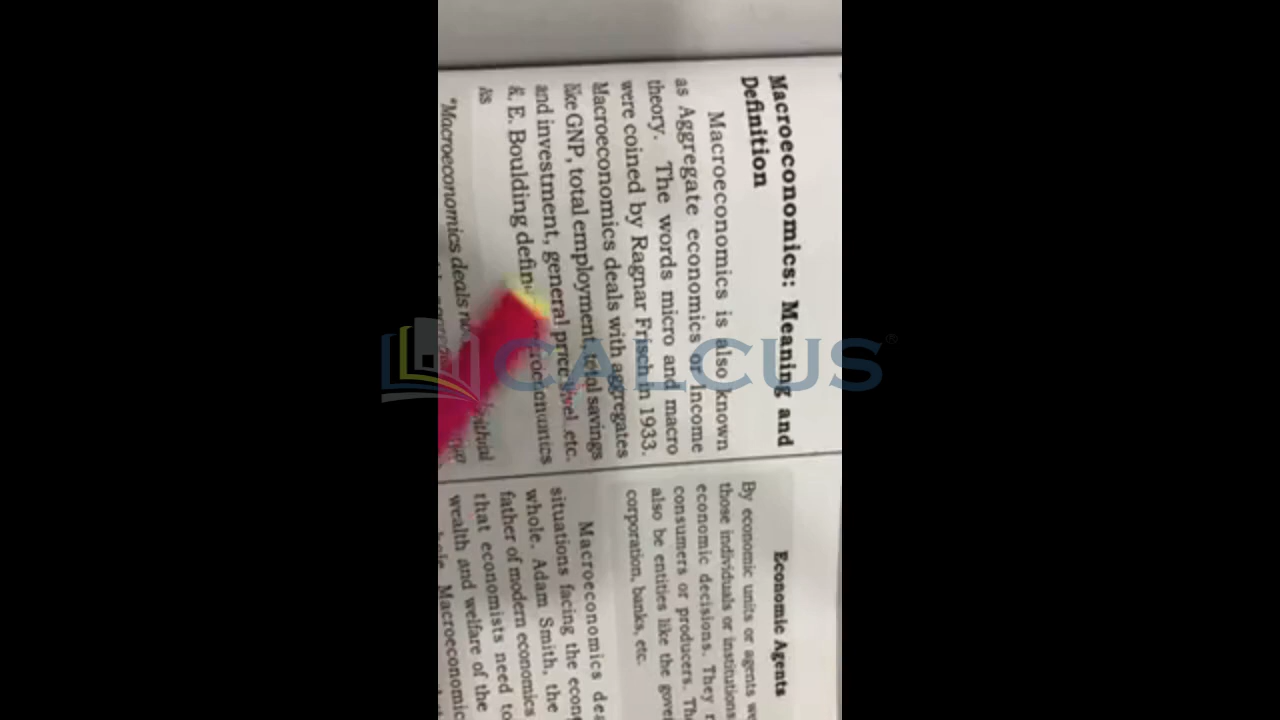 Macroeconomics: Meaning and
Definition
Macroeconomics is also known
as Aggregate economics or Income
theory. The words micro and macro
were coined by Ragnar Frisch in 1933.
Macroeconomics deals with aggregates
like GNP, total employment, total savings
and investment, general price level etc.
K. E. Boulding
as
"Macroeconomics deals
Economic Agents
By economic units or agents
those individuals or institutions
economic decisions. They
consumers or producers.
also be entities like the
corporation, banks, etc.
Macroeconomics
situations facing the
whole. Adam Smith, the
father of modern economics
that economists need to
wealth and welfare of the
CALCUS
®